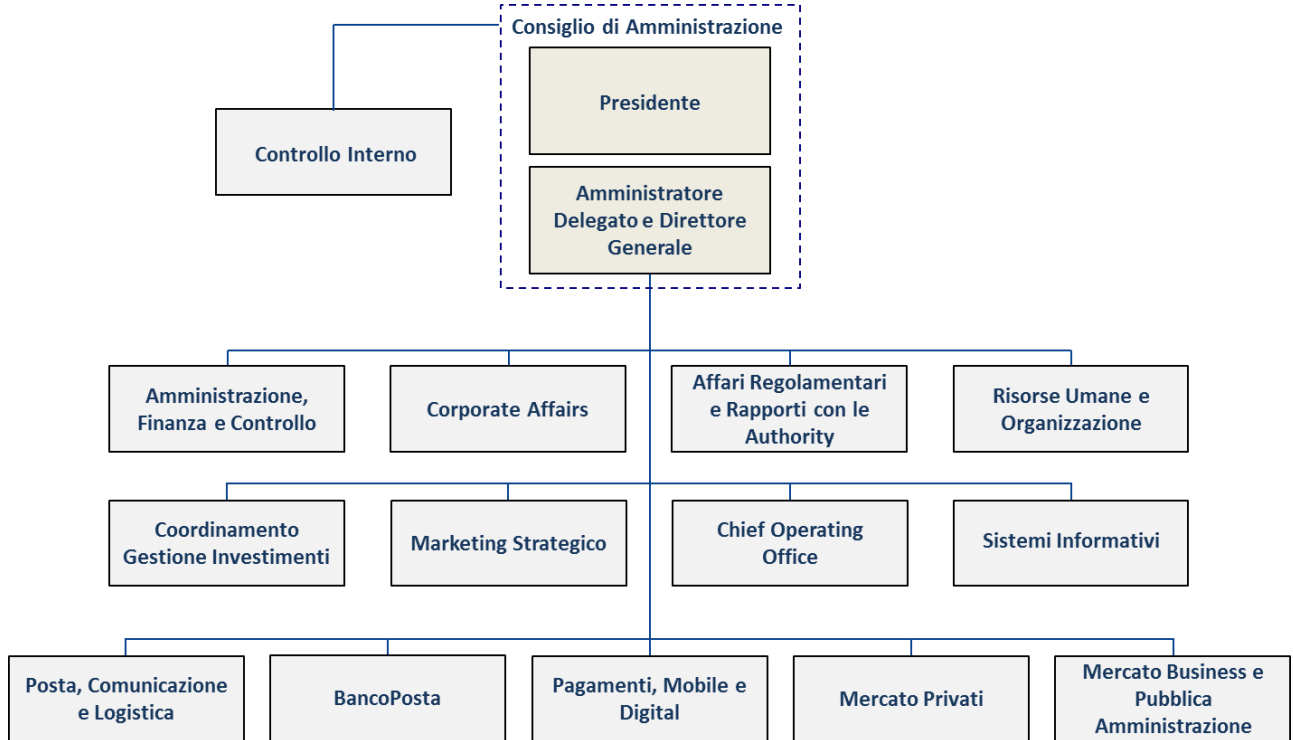 Consiglio di Amministrazione
Presidente
Controllo Interno
Amministratore
Delegato e Direttore
Generale
Amministrazione,
Finanza e Controllo
Corporate Affairs
Affari Regolamentari
e Rapporti con le
Authority
Risorse Umane e
Organizzazione
Coordinamento
Gestione Investimenti
Marketing Strategico
Chief Operating
Office
Sistemi Informativi
Posta, Comunicazione
e Logistica
BancoPosta
Pagamenti, Mobile e
Digital
Mercato Privati
Mercato Business e
Pubblica
Amministrazione